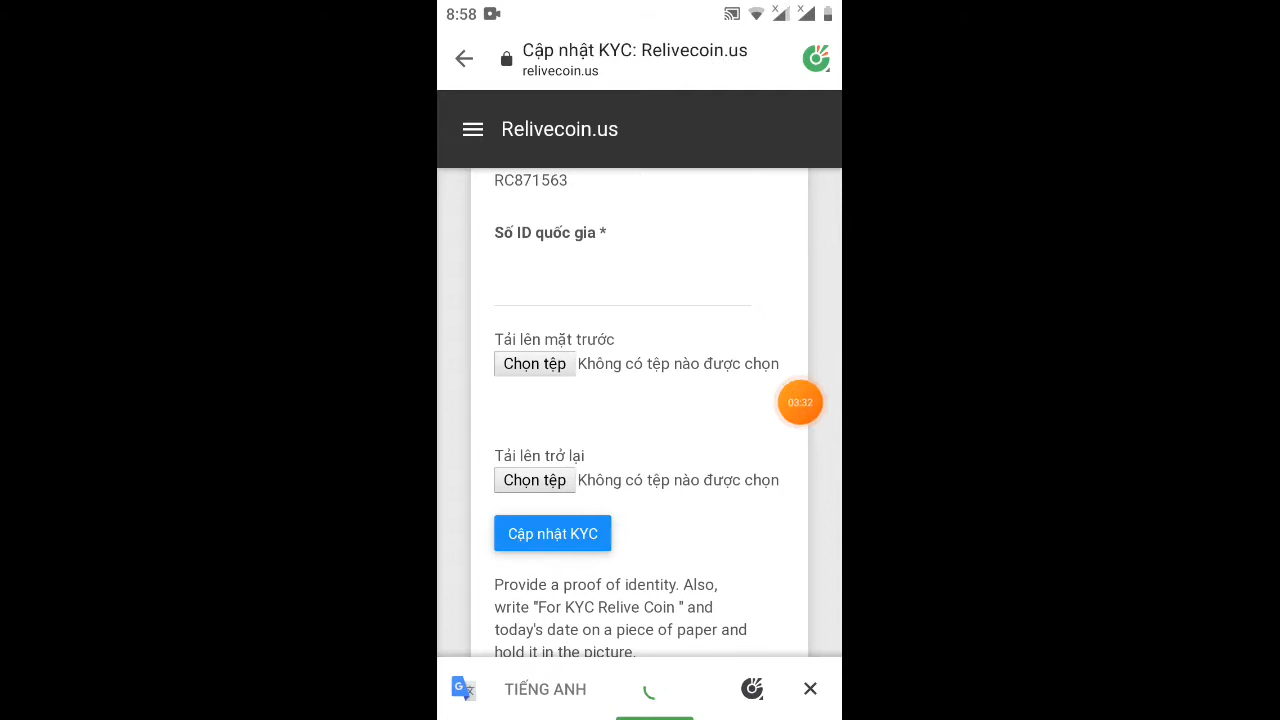 8:58
Cập nhật KYC: Relivecoin.us
relivecoin.us
Relivecoin.us
RC871563
Số ID quốc gia *
Tải lên mặt trước
Chọn tệp Không có tệp nào được chọn
03:32
Tải lên trở lại
Chọn tệp Không có tệp nào được chọn
Cập nhật KYC
Provide a proof of identity. Also,
write "For KYC Relive Coin " and
today's date on a piece of paper and
hold it in the picture.
TIẾNG ANH